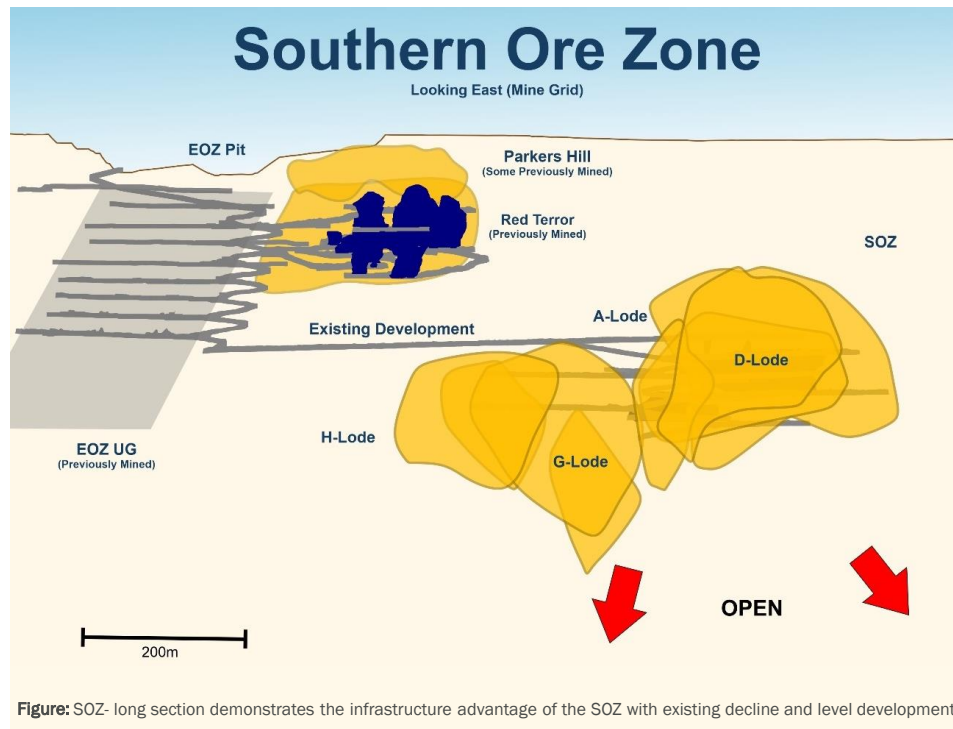 Southern Ore Zone
Looking East (Mine Grid)
EOZ Pit
Parkers Hill
(Some Previously Mined)
Red Terror
(Previously Mined)
SOZ
A-Lode
Existing Development
D-Lode
H-Lode
G-Lode
EOZ UG
(Previously Mined)
OPEN
200m
Figure: SOZ- long section demonstrates the infrastructure advantage of the SOZ with existing decline and level development